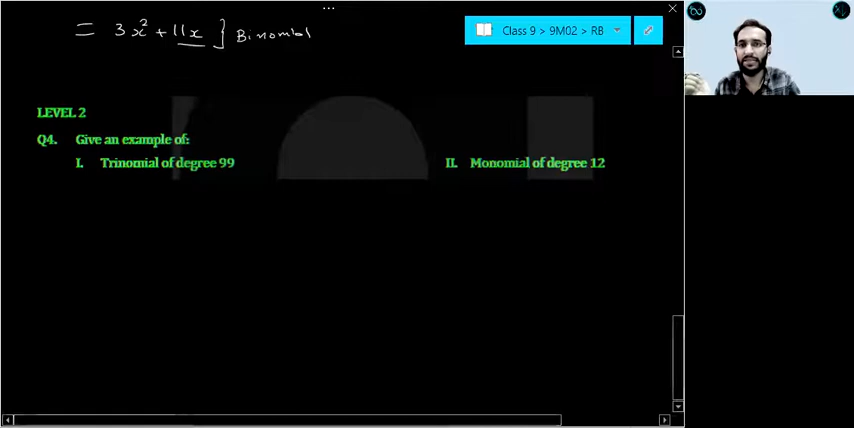 = 3x² + 11x } Binomial
Class 9 > 9M02 > RB
LEVEL 2
Q4. Give an example of:
I. Trinomial of degree 99
II. Monomial of degree 12